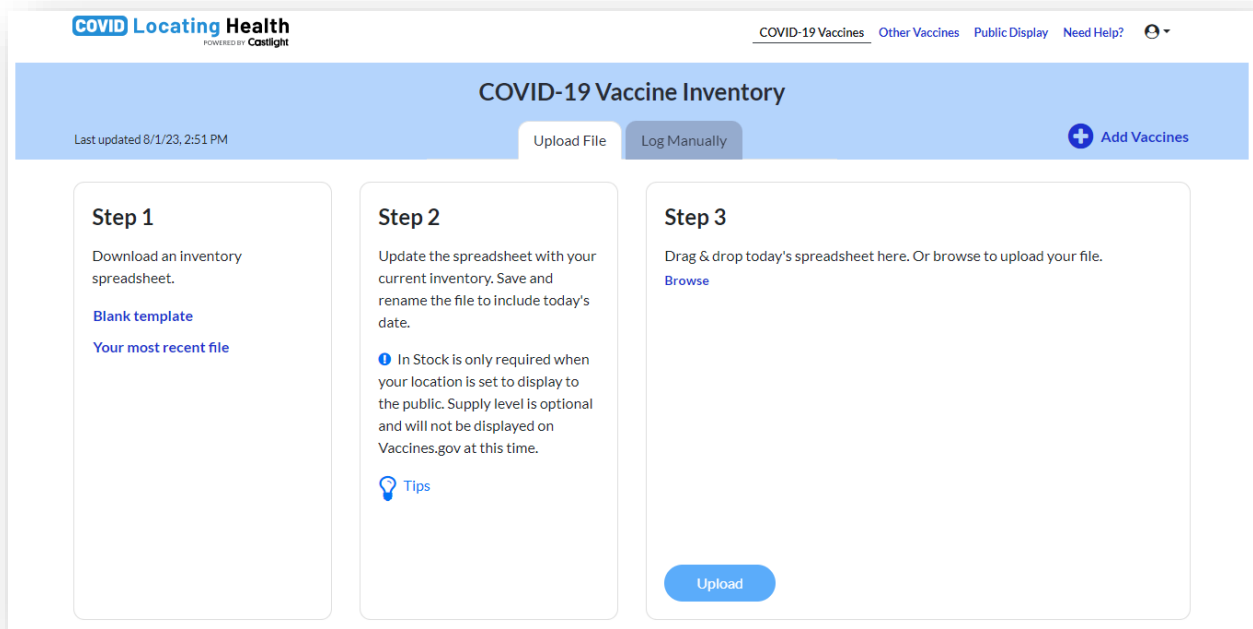 COVID Locating Health
POWERED BY Castlight
COVID-19 Vaccines Other Vaccines Public Display Need Help?
COVID-19 Vaccine Inventory
Last updated 8/1/23, 2:51 PM
Upload File
Log Manually
Add Vaccines
Step 1
Download an inventory
spreadsheet.
Blank template
Your most recent file
Step 2
Update the spreadsheet with your
current inventory. Save and
rename the file to include today's
date.
In Stock is only required when
your location is set to display to
the public. Supply level is optional
and will not be displayed on
Vaccines.gov at this time.
Tips
Step 3
Drag & drop today's spreadsheet here. Or browse to upload your file.
Browse
Upload